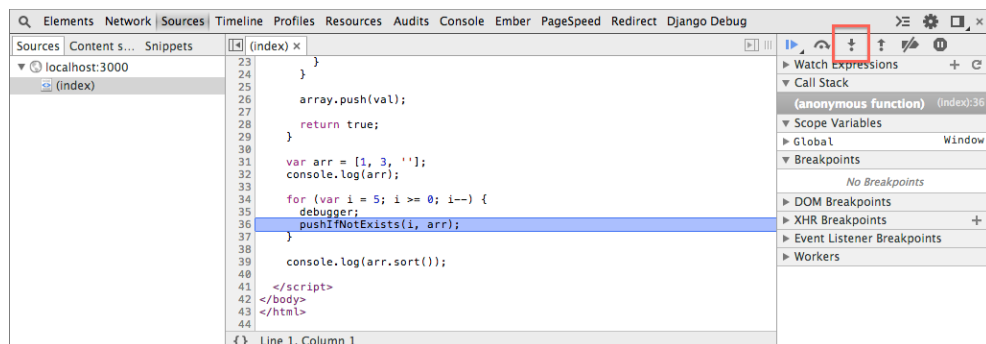 Elements Network Sources Timeline Profiles Resources Audits Console Ember PageSpeed Redirect Django Debug
Sources Content s... Snippets
localhost:3000
(index)
(index) ×
23 }
24 }
25
26 array.push(val);
27
28 return true;
29 }
30
31 var arr = [1, 3, ''];
32 console.log(arr);
33
34 for (var i = 5; i >= 0; i--) {
35 debugger;
36 pushIfNotExists(i, arr);
37 }
38
39 console.log(arr.sort());
40
41 </script>
42 </body>
43 </html>
44
{} Line 1, Column 1
Watch Expressions
Call Stack
(anonymous function) (index):36
Scope Variables
Global Window
Breakpoints
No Breakpoints
DOM Breakpoints
XHR Breakpoints
Event Listener Breakpoints
Workers